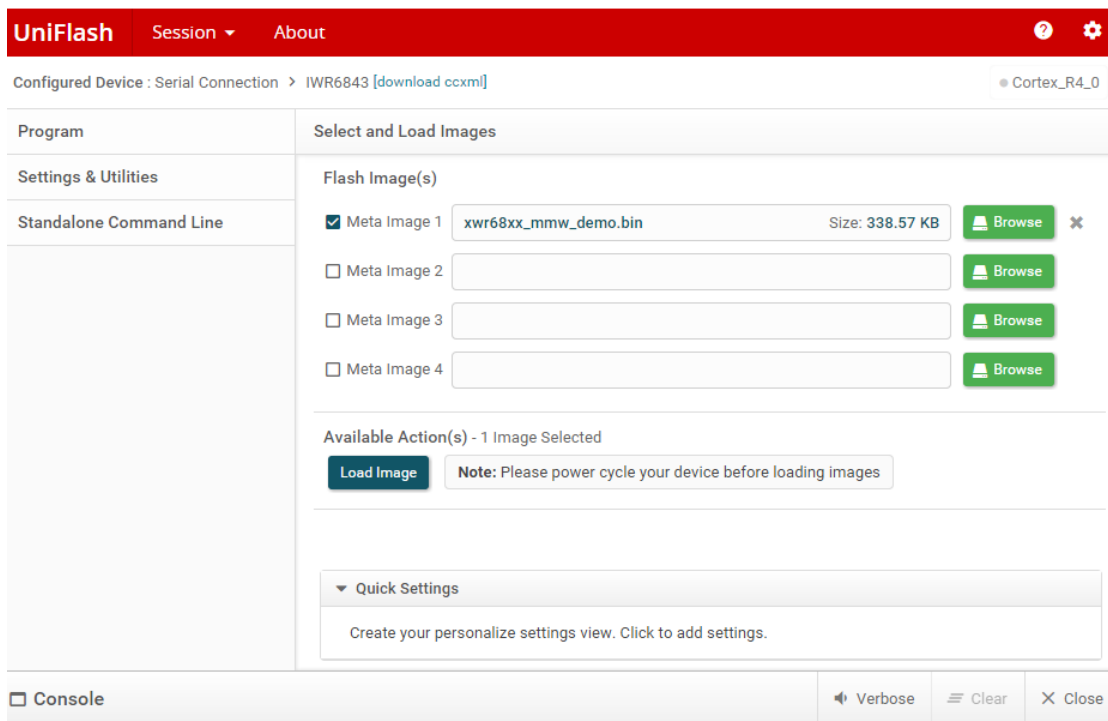 UniFlash Session About
Configured Device : Serial Connection > IWR6843 [download ccxml] Cortex_R4_0
Program
Settings & Utilities
Standalone Command Line
Select and Load Images
Flash Image(s)
Meta Image 1 xwr68xx_mmw_demo.bin Size: 338.57 KB Browse
Meta Image 2 Browse
Meta Image 3 Browse
Meta Image 4 Browse
Available Action(s) - 1 Image Selected
Load Image Note: Please power cycle your device before loading images
Quick Settings
Create your personalize settings view. Click to add settings.
Console Verbose Clear Close